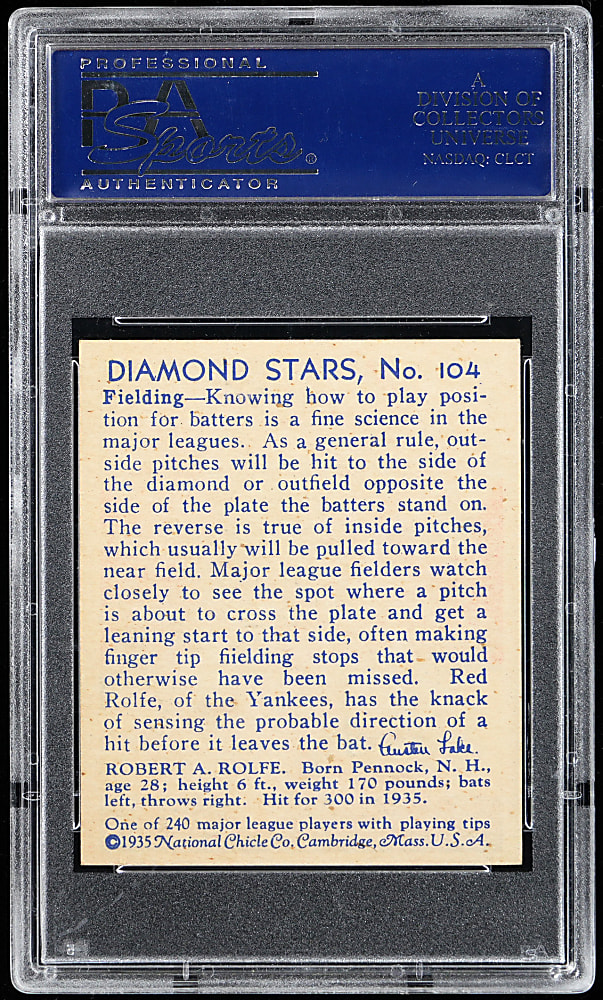 PROFESSIONAL
PSA
Sports®
AUTHENTICATOR
A
DIVISION OF
COLLECTORS
UNIVERSE
NASDAQ: CLCT
DIAMOND STARS, No. 104
Fielding—Knowing how to play posi-
tion for batters is a fine science in the
major leagues. As a general rule, out-
side pitches will be hit to the side of
the diamond or outfield opposite the
side of the plate the batters stand on.
The reverse is true of inside pitches,
which usually will be pulled toward the
near field. Major league fielders watch
closely to see the spot where a pitch
is about to cross the plate and get a
leaning start to that side, often making
finger tip fiielding stops that would
otherwise have been missed. Red
Rolfe, of the Yankees, has the knack
of sensing the probable direction of a
hit before it leaves the bat. Austen Lake.
ROBERT A. ROLFE. Born Pennock, N. H.,
age 28; height 6 ft., weight 170 pounds; bats
left, throws right. Hit for 300 in 1935.
One of 240 major league players with playing tips
©1935 National Chicle Co. Cambridge, Mass. U.S.A.